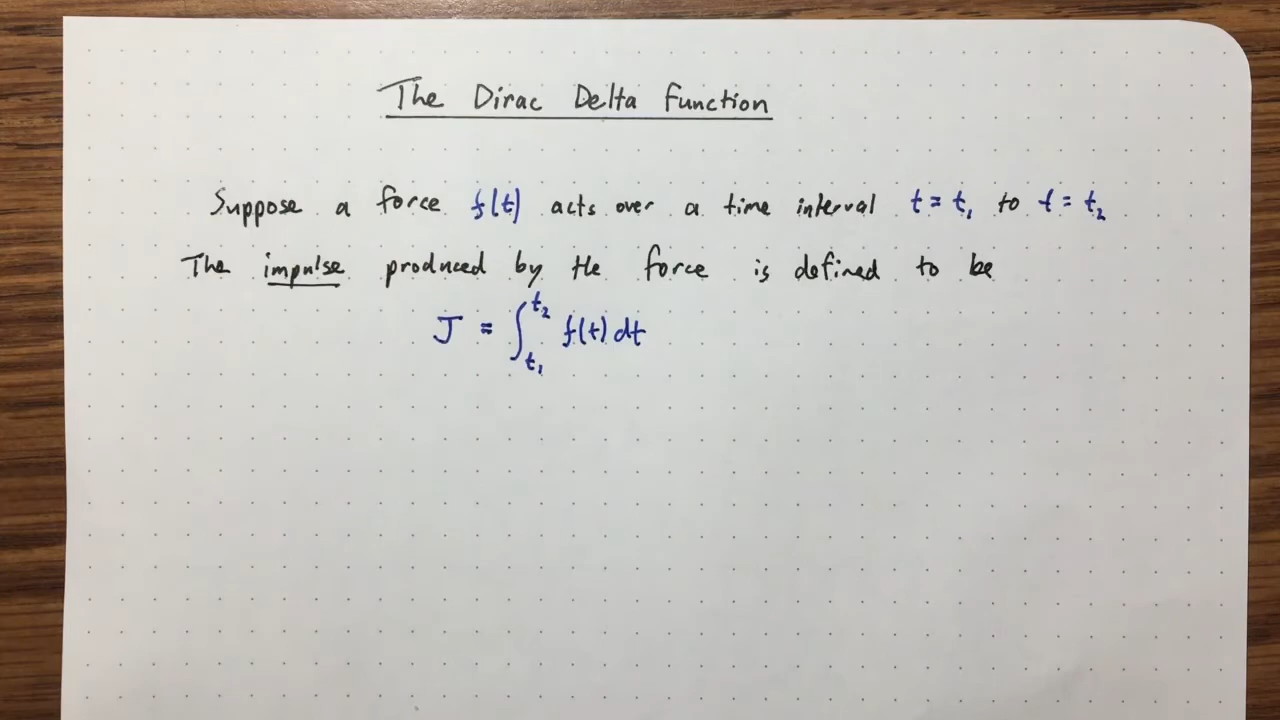 The Dirac Delta function
Suppose a force f(t) acts over a time interval t = t₁ to t = t₂
The impulse produced by the force is defined to be
J = ∫_{t₁}^{t₂} f(t) dt